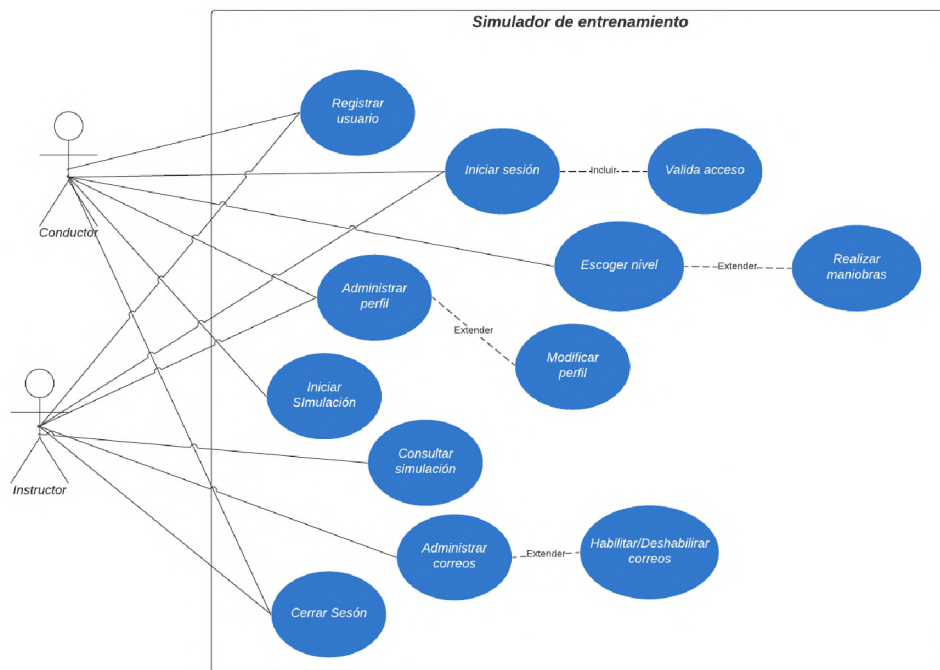 Simulador de entrenamiento
Registrar
usuario
Iniciar sesión
Incluir
Valida acceso
Conductor
Escoger nivel
Extender
Realizar
maniobras
Administrar
perfil
Extender
Modificar
perfil
Iniciar
SImulación
Instructor
Consultar
simulación
Administrar
correos
Extender
Habilitar/Deshabilirar
correos
Cerrar Sesón